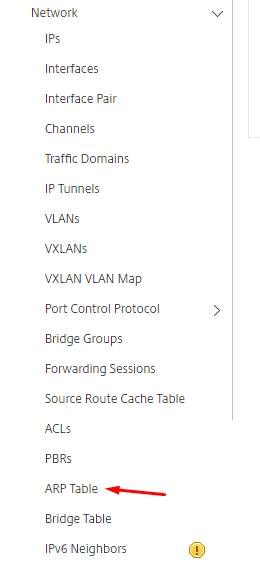 Network
IPs
Interfaces
Interface Pair
Channels
Traffic Domains
IP Tunnels
VLANs
VXLANs
VXLAN VLAN Map
Port Control Protocol
Bridge Groups
Forwarding Sessions
Source Route Cache Table
ACLs
PBRs
ARP Table
Bridge Table
IPv6 Neighbors